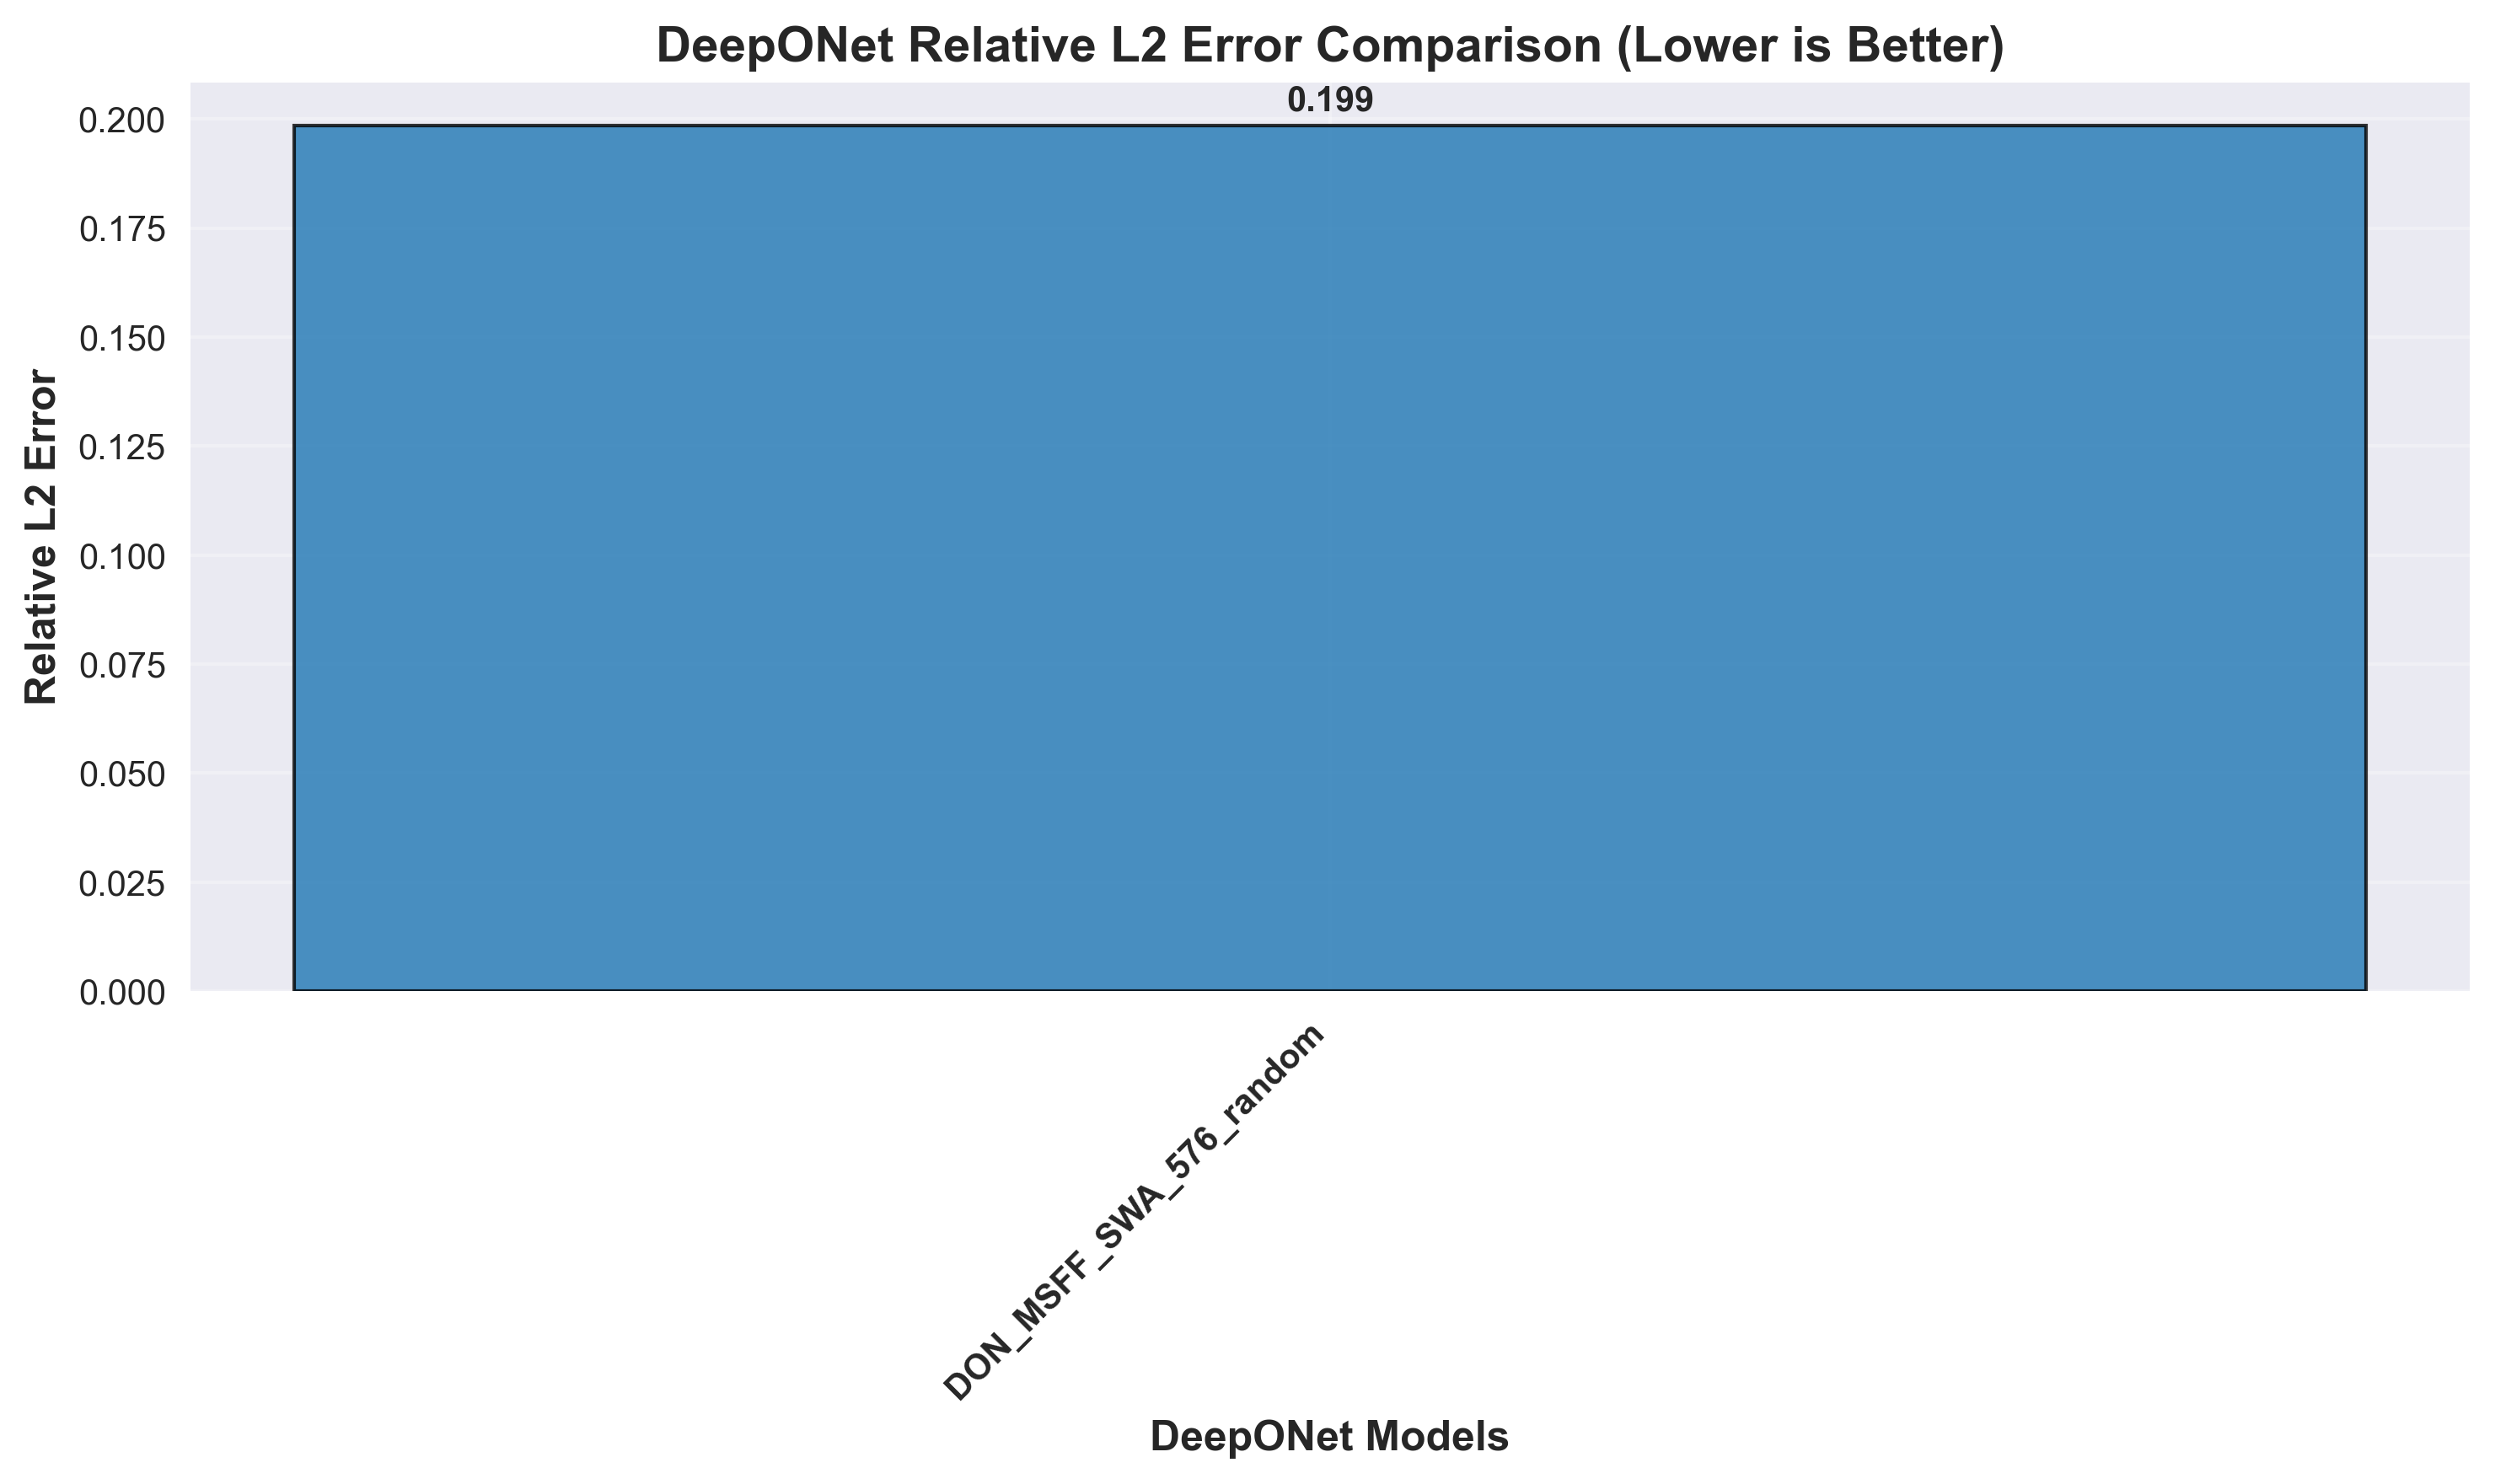 DeepONet Relative L2 Error Comparison (Lower is Better)
0.199
0.200
0.175
0.150
0.125
0.100
0.075
0.050
0.025
0.000
Relative L2 Error
DON_MSFF_SWA_576_random
DeepONet Models